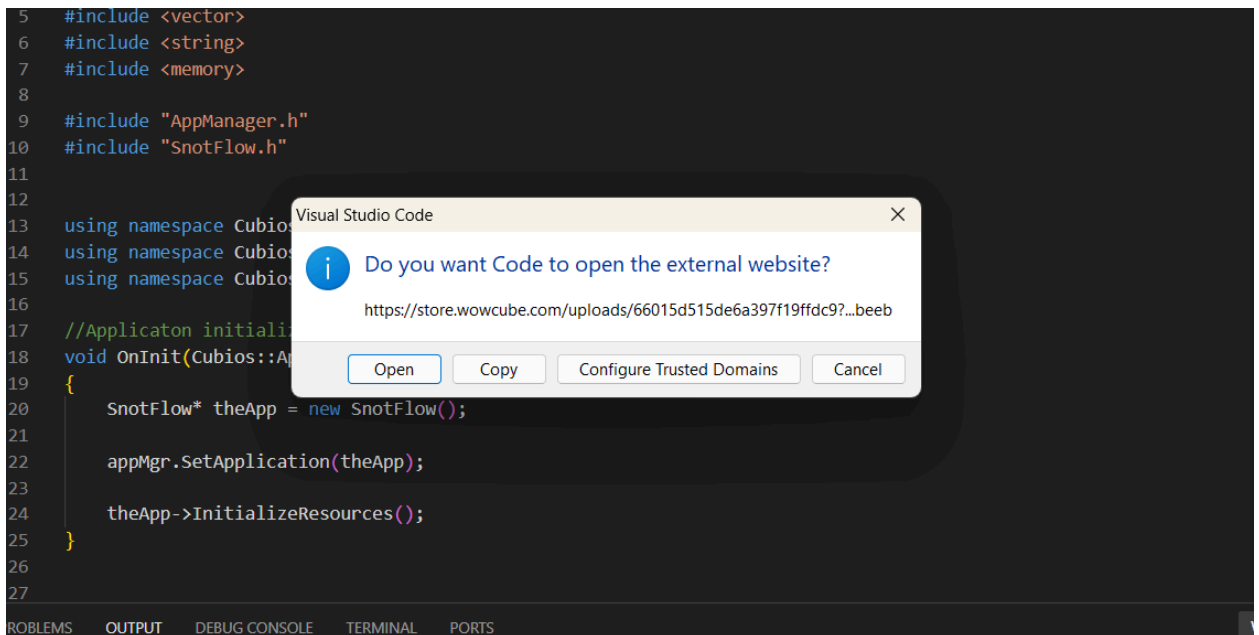 5 #include <vector>
6 #include <string>
7 #include <memory>
8
9 #include "AppManager.h"
10 #include "SnotFlow.h"
11
12
Visual Studio Code
13 using namespace Cubios
Do you want Code to open the external website?
14 using namespace Cubios
15 using namespace Cubios
https://store.wowcube.com/uploads/66015d515de6a397f19ffdc9?...beeb
16
17 //Applicaton initializ
18 void OnInit(Cubios::Ap
Open Copy Configure Trusted Domains Cancel
19 {
20 SnotFlow* theApp = new SnotFlow();
21
22 appMgr.SetApplication(theApp);
23
24 theApp->InitializeResources();
25 }
26
27
ROBLEMS OUTPUT DEBUG CONSOLE TERMINAL PORTS